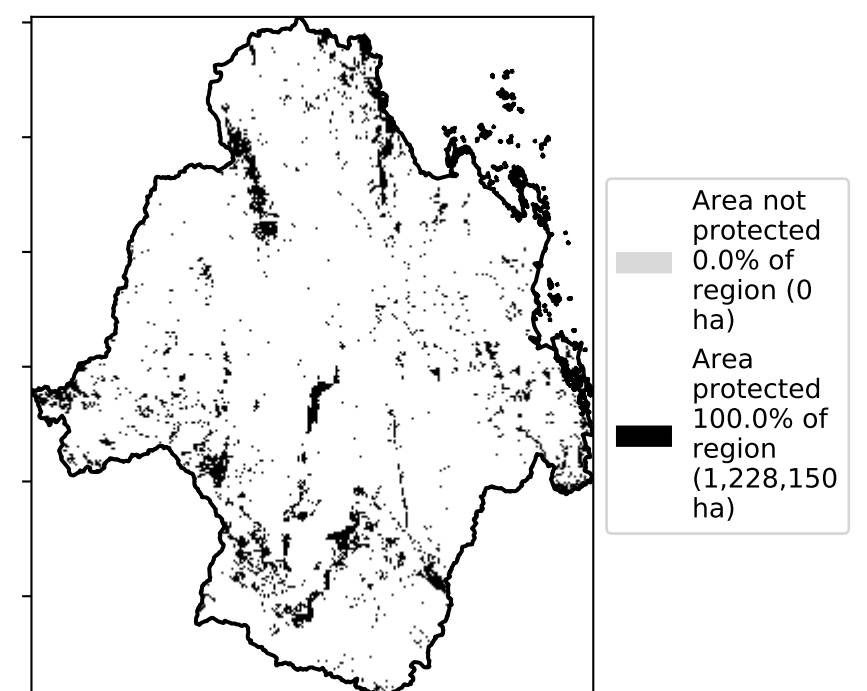 Area not
protected
0.0% of
region (0
ha)
Area
protected
100.0% of
region
(1,228,150
ha)